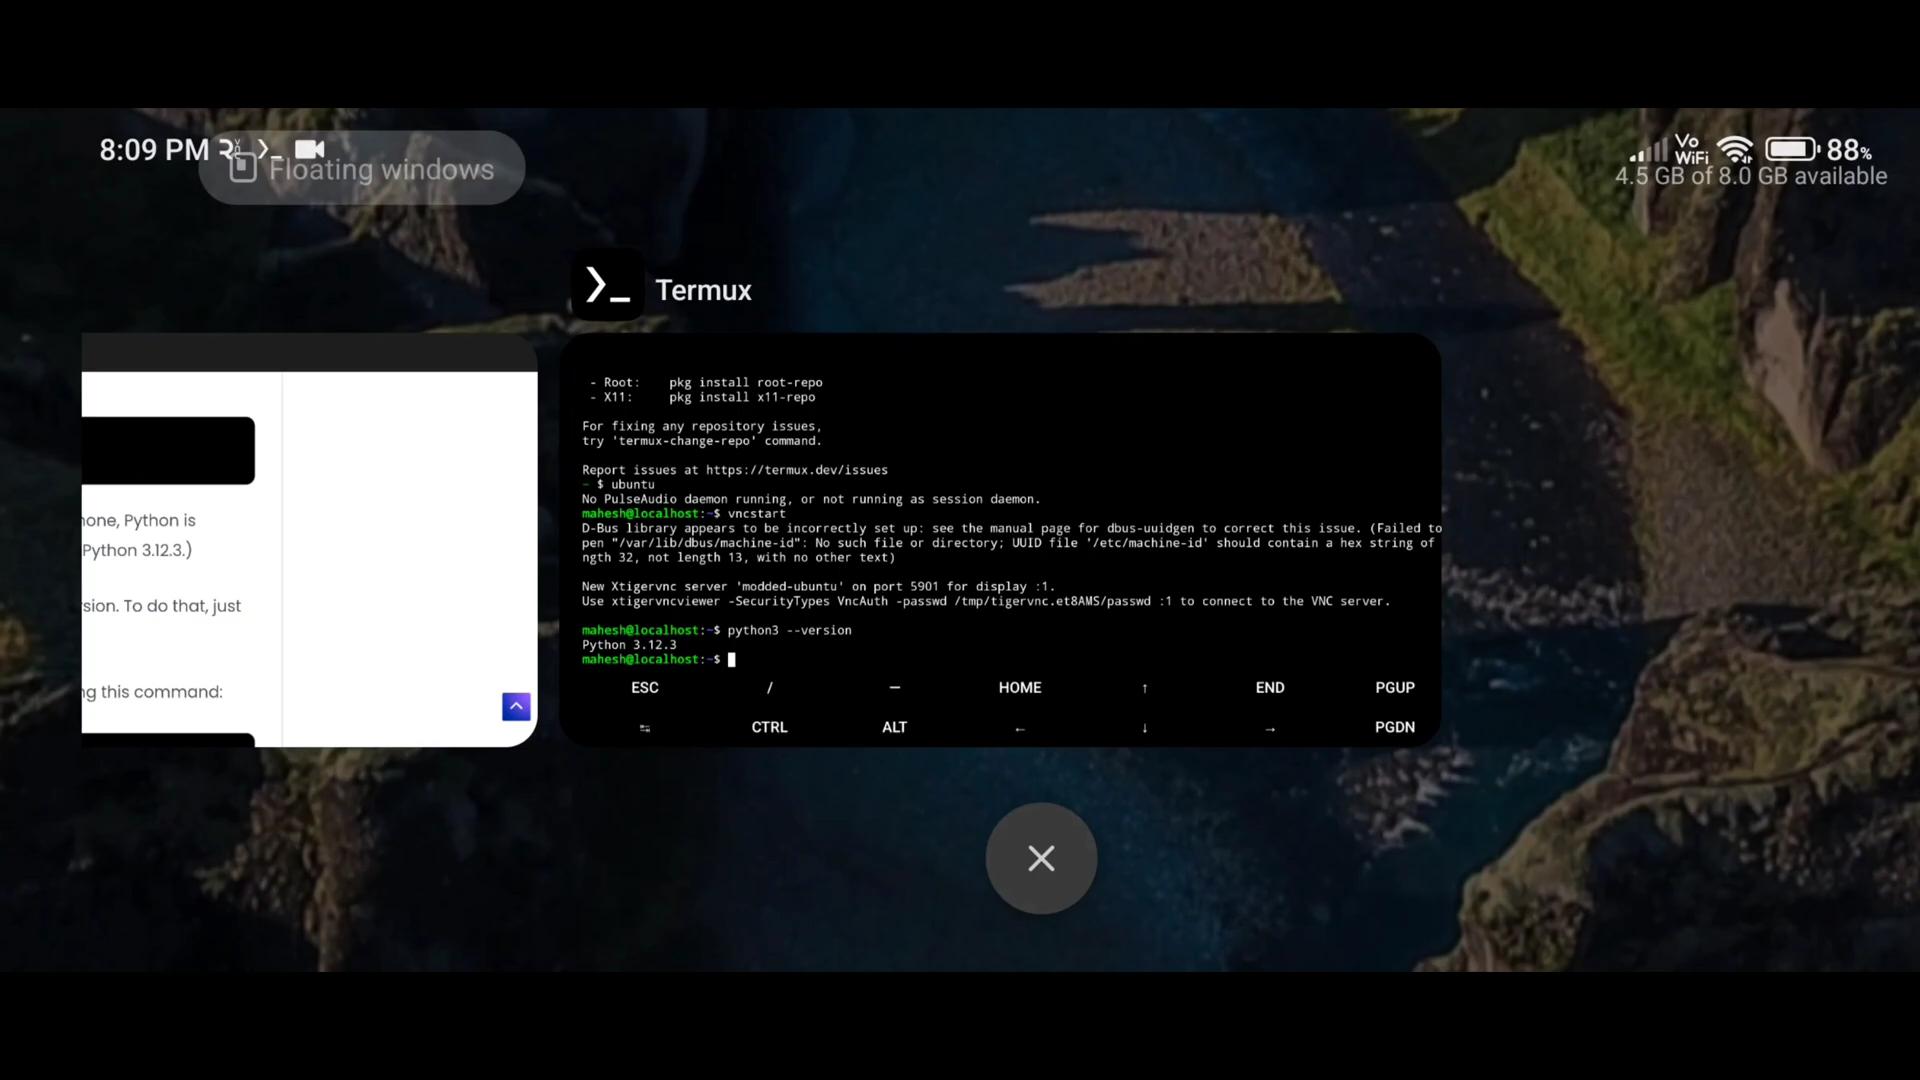 8:09 PM
Floating windows
Vo
WiFi
88%
4.5 GB of 8.0 GB available
Termux
none, Python is
Python 3.12.3.)
sion. To do that, just
ng this command:
- Root: pkg install root-repo
- X11: pkg install x11-repo
For fixing any repository issues,
try 'termux-change-repo' command.
Report issues at https://termux.dev/issues
~ $ ubuntu
No PulseAudio daemon running, or not running as session daemon.
mahesh@localhost:~$ vncstart
D-Bus library appears to be incorrectly set up: see the manual page for dbus-uuidgen to correct this issue. (Failed to
pen "/var/lib/dbus/machine-id": No such file or directory; UUID file '/etc/machine-id' should contain a hex string of
ngth 32, not length 13, with no other text)
New Xtigervnc server 'modded-ubuntu' on port 5901 for display :1.
Use xtigervncviewer -SecurityTypes VncAuth -passwd /tmp/tigervnc.et8AMS/passwd :1 to connect to the VNC server.
mahesh@localhost:~$ python3 --version
Python 3.12.3
mahesh@localhost:~$
ESC / — HOME ↑ END PGUP
CTRL ALT ← ↓ → PGDN